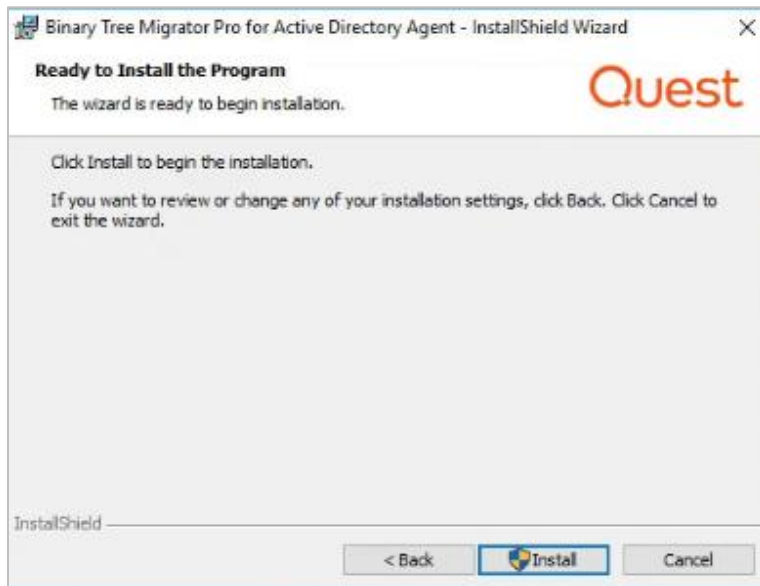 Binary Tree Migrator Pro for Active Directory Agent - InstallShield Wizard
Ready to Install the Program
The wizard is ready to begin installation.
Quest
Click Install to begin the installation.
If you want to review or change any of your installation settings, click Back. Click Cancel to
exit the wizard.
InstallShield
< Back
Install
Cancel